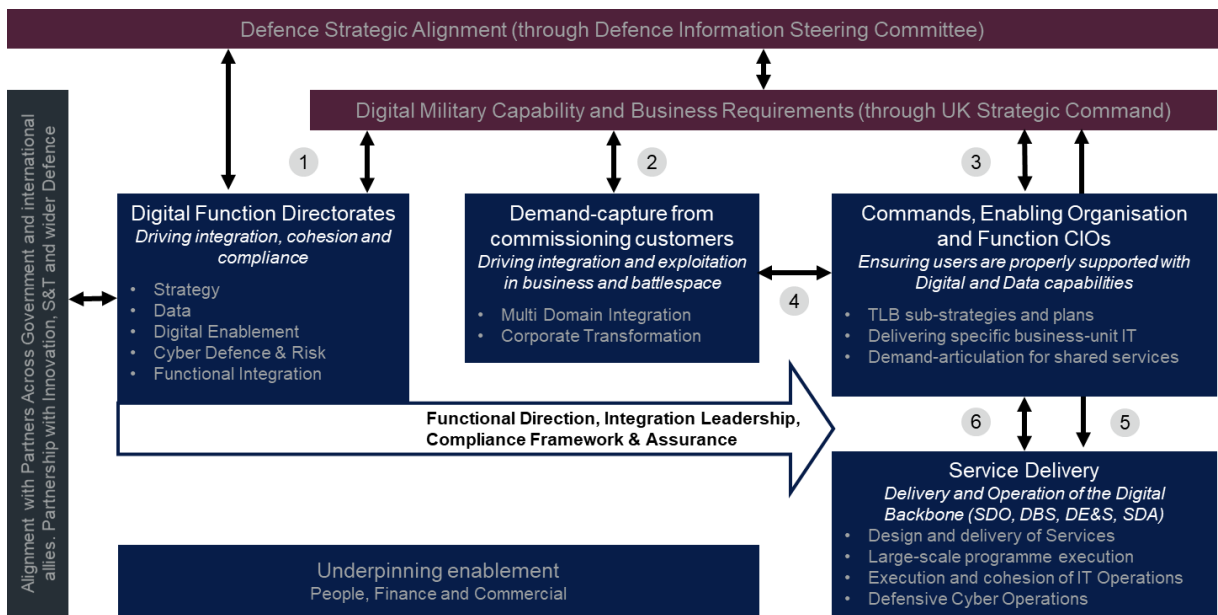 Defence Strategic Alignment (through Defence Information Steering Committee)
Digital Military Capability and Business Requirements (through UK Strategic Command)
Alignment with Partners Across Government and international
allies. Partnership with Innovation, S&T and wider Defence
1
2
3
Digital Function Directorates
Driving integration, cohesion and
compliance
• Strategy
• Data
• Digital Enablement
• Cyber Defence & Risk
• Functional Integration
Demand-capture from
commissioning customers
Driving integration and exploitation
in business and battlespace
• Multi Domain Integration
• Corporate Transformation
4
Commands, Enabling Organisation
and Function CIOs
Ensuring users are properly supported with
Digital and Data capabilities
• TLB sub-strategies and plans
• Delivering specific business-unit IT
• Demand-articulation for shared services
Functional Direction, Integration Leadership,
Compliance Framework & Assurance
6
5
Service Delivery
Delivery and Operation of the Digital
Backbone (SDO, DBS, DE&S, SDA)
• Design and delivery of Services
• Large-scale programme execution
• Execution and cohesion of IT Operations
• Defensive Cyber Operations
Underpinning enablement
People, Finance and Commercial